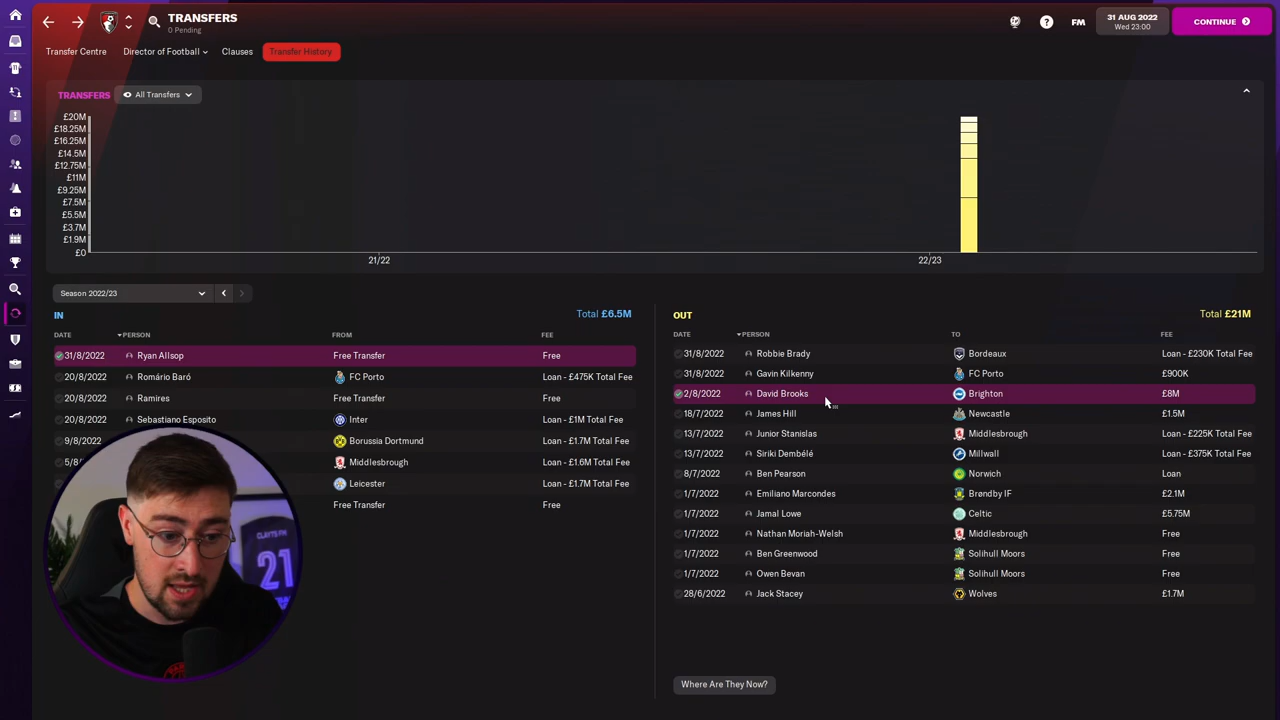 TRANSFERS
0 Pending
FM
31 AUG 2022
Wed 23:00
CONTINUE
Transfer Centre
Director of Football
Clauses
Transfer History
TRANSFERS
All Transfers
£20M
£18.25M
£16.25M
£14.5M
£12.75M
£11M
£9.25M
£7.5M
£5.5M
£3.7M
£1.9M
£0
21/22
22/23
Season 2022/23
IN
Total £6.5M
DATE PERSON FROM FEE
31/8/2022 Ryan Allsop Free Transfer Free
20/8/2022 Romário Baró FC Porto Loan - £475K Total Fee
20/8/2022 Ramires Free Transfer Free
20/8/2022 Sebastiano Esposito Inter Loan - £1M Total Fee
9/8/2022 Borussia Dortmund Loan - £1.7M Total Fee
5/8/ Middlesbrough Loan - £1.6M Total Fee
Leicester Loan - £1.7M Total Fee
Free Transfer Free
CLAYTS FM
21
OUT
Total £21M
DATE PERSON TO FEE
31/8/2022 Robbie Brady Bordeaux Loan - £230K Total Fee
31/8/2022 Gavin Kilkenny FC Porto £900K
2/8/2022 David Brooks Brighton £8M
18/7/2022 James Hill Newcastle £1.5M
13/7/2022 Junior Stanislas Middlesbrough Loan - £225K Total Fee
13/7/2022 Siriki Dembélé Millwall Loan - £375K Total Fee
8/7/2022 Ben Pearson Norwich Loan
1/7/2022 Emiliano Marcondes Brøndby IF £2.1M
1/7/2022 Jamal Lowe Celtic £5.75M
1/7/2022 Nathan Moriah-Welsh Middlesbrough Free
1/7/2022 Ben Greenwood Solihull Moors Free
1/7/2022 Owen Bevan Solihull Moors Free
28/6/2022 Jack Stacey Wolves £1.7M
Where Are They Now?